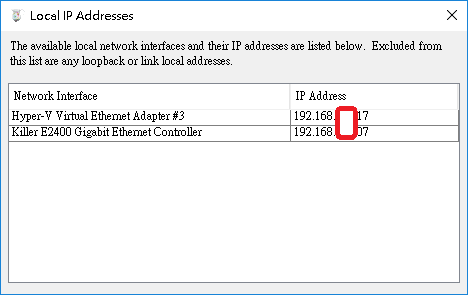 Local IP Addresses
The available local network interfaces and their IP addresses are listed below. Excluded from
this list are any loopback or link local addresses.
Network Interface IP Address
Hyper-V Virtual Ethernet Adapter #3 192.168. 17
Killer E2400 Gigabit Ethernet Controller 192.168. 07